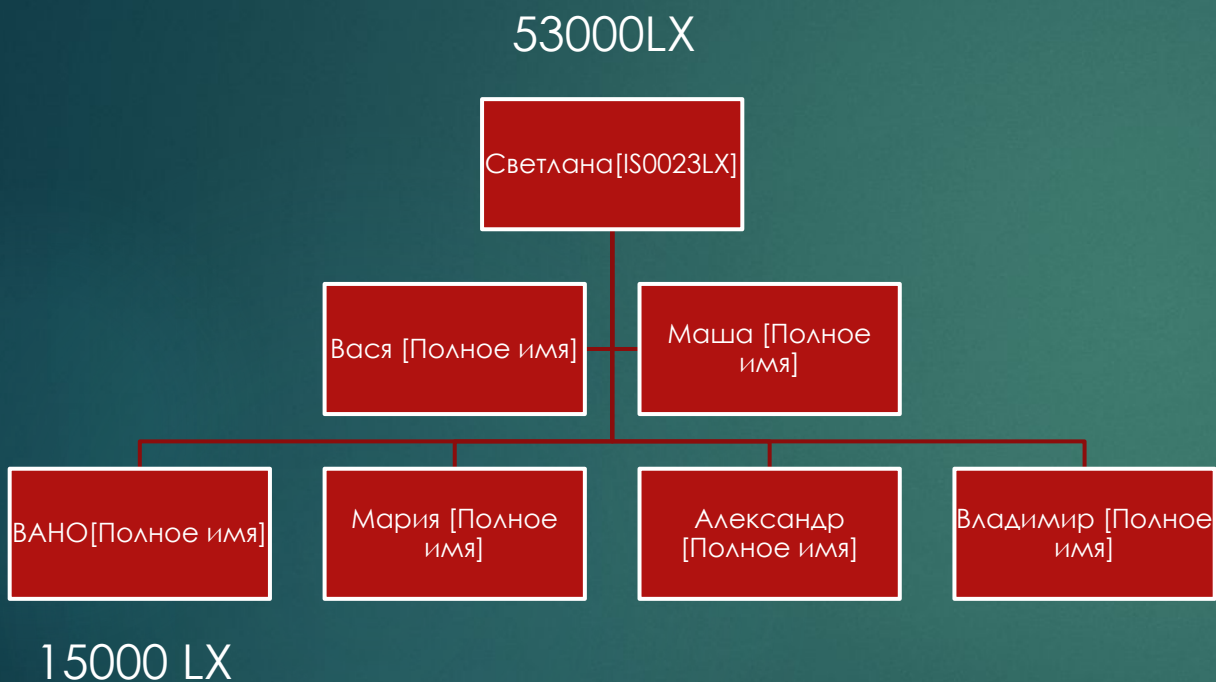 53000LX
Светлана[IS0023LX]
Вася [Полное имя]
Маша [Полное
имя]
ВАНО[Полное имя]
Мария [Полное
имя]
Александр
[Полное имя]
Владимир [Полное
имя]
15000 LX